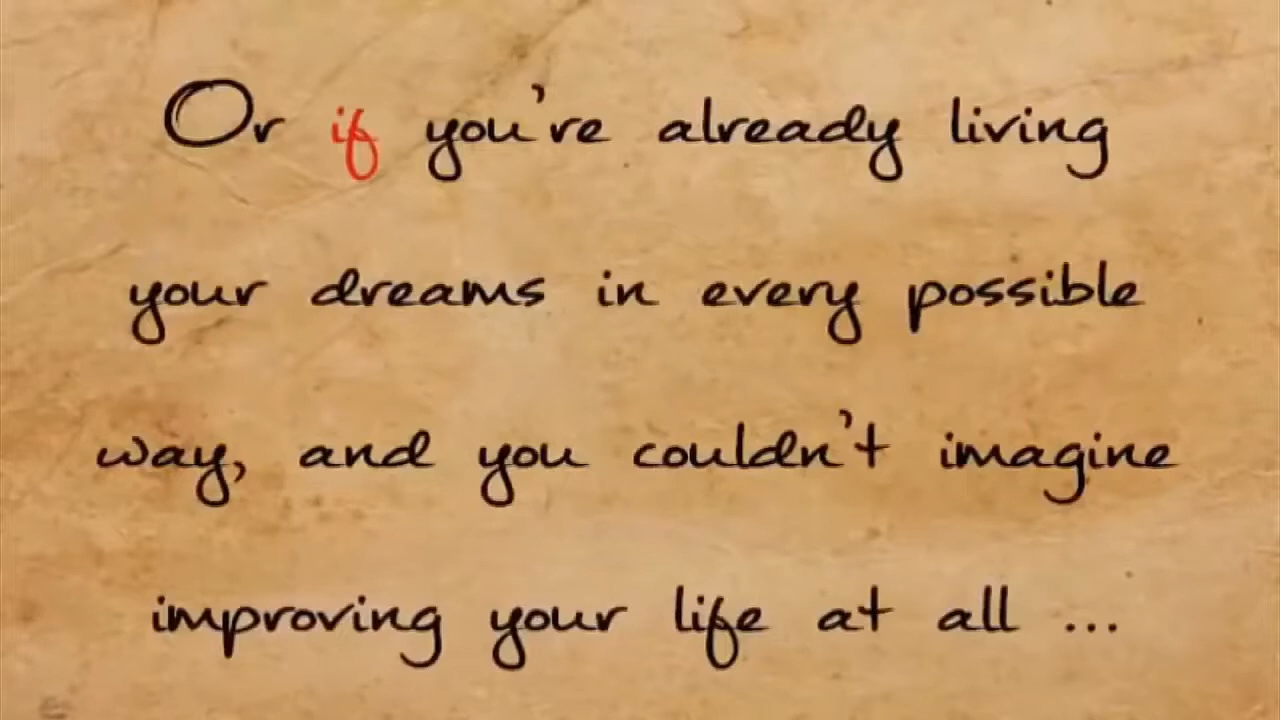 Or if you're already living
your dreams in every possible
way, and you couldn't imagine
improving your life at all ...